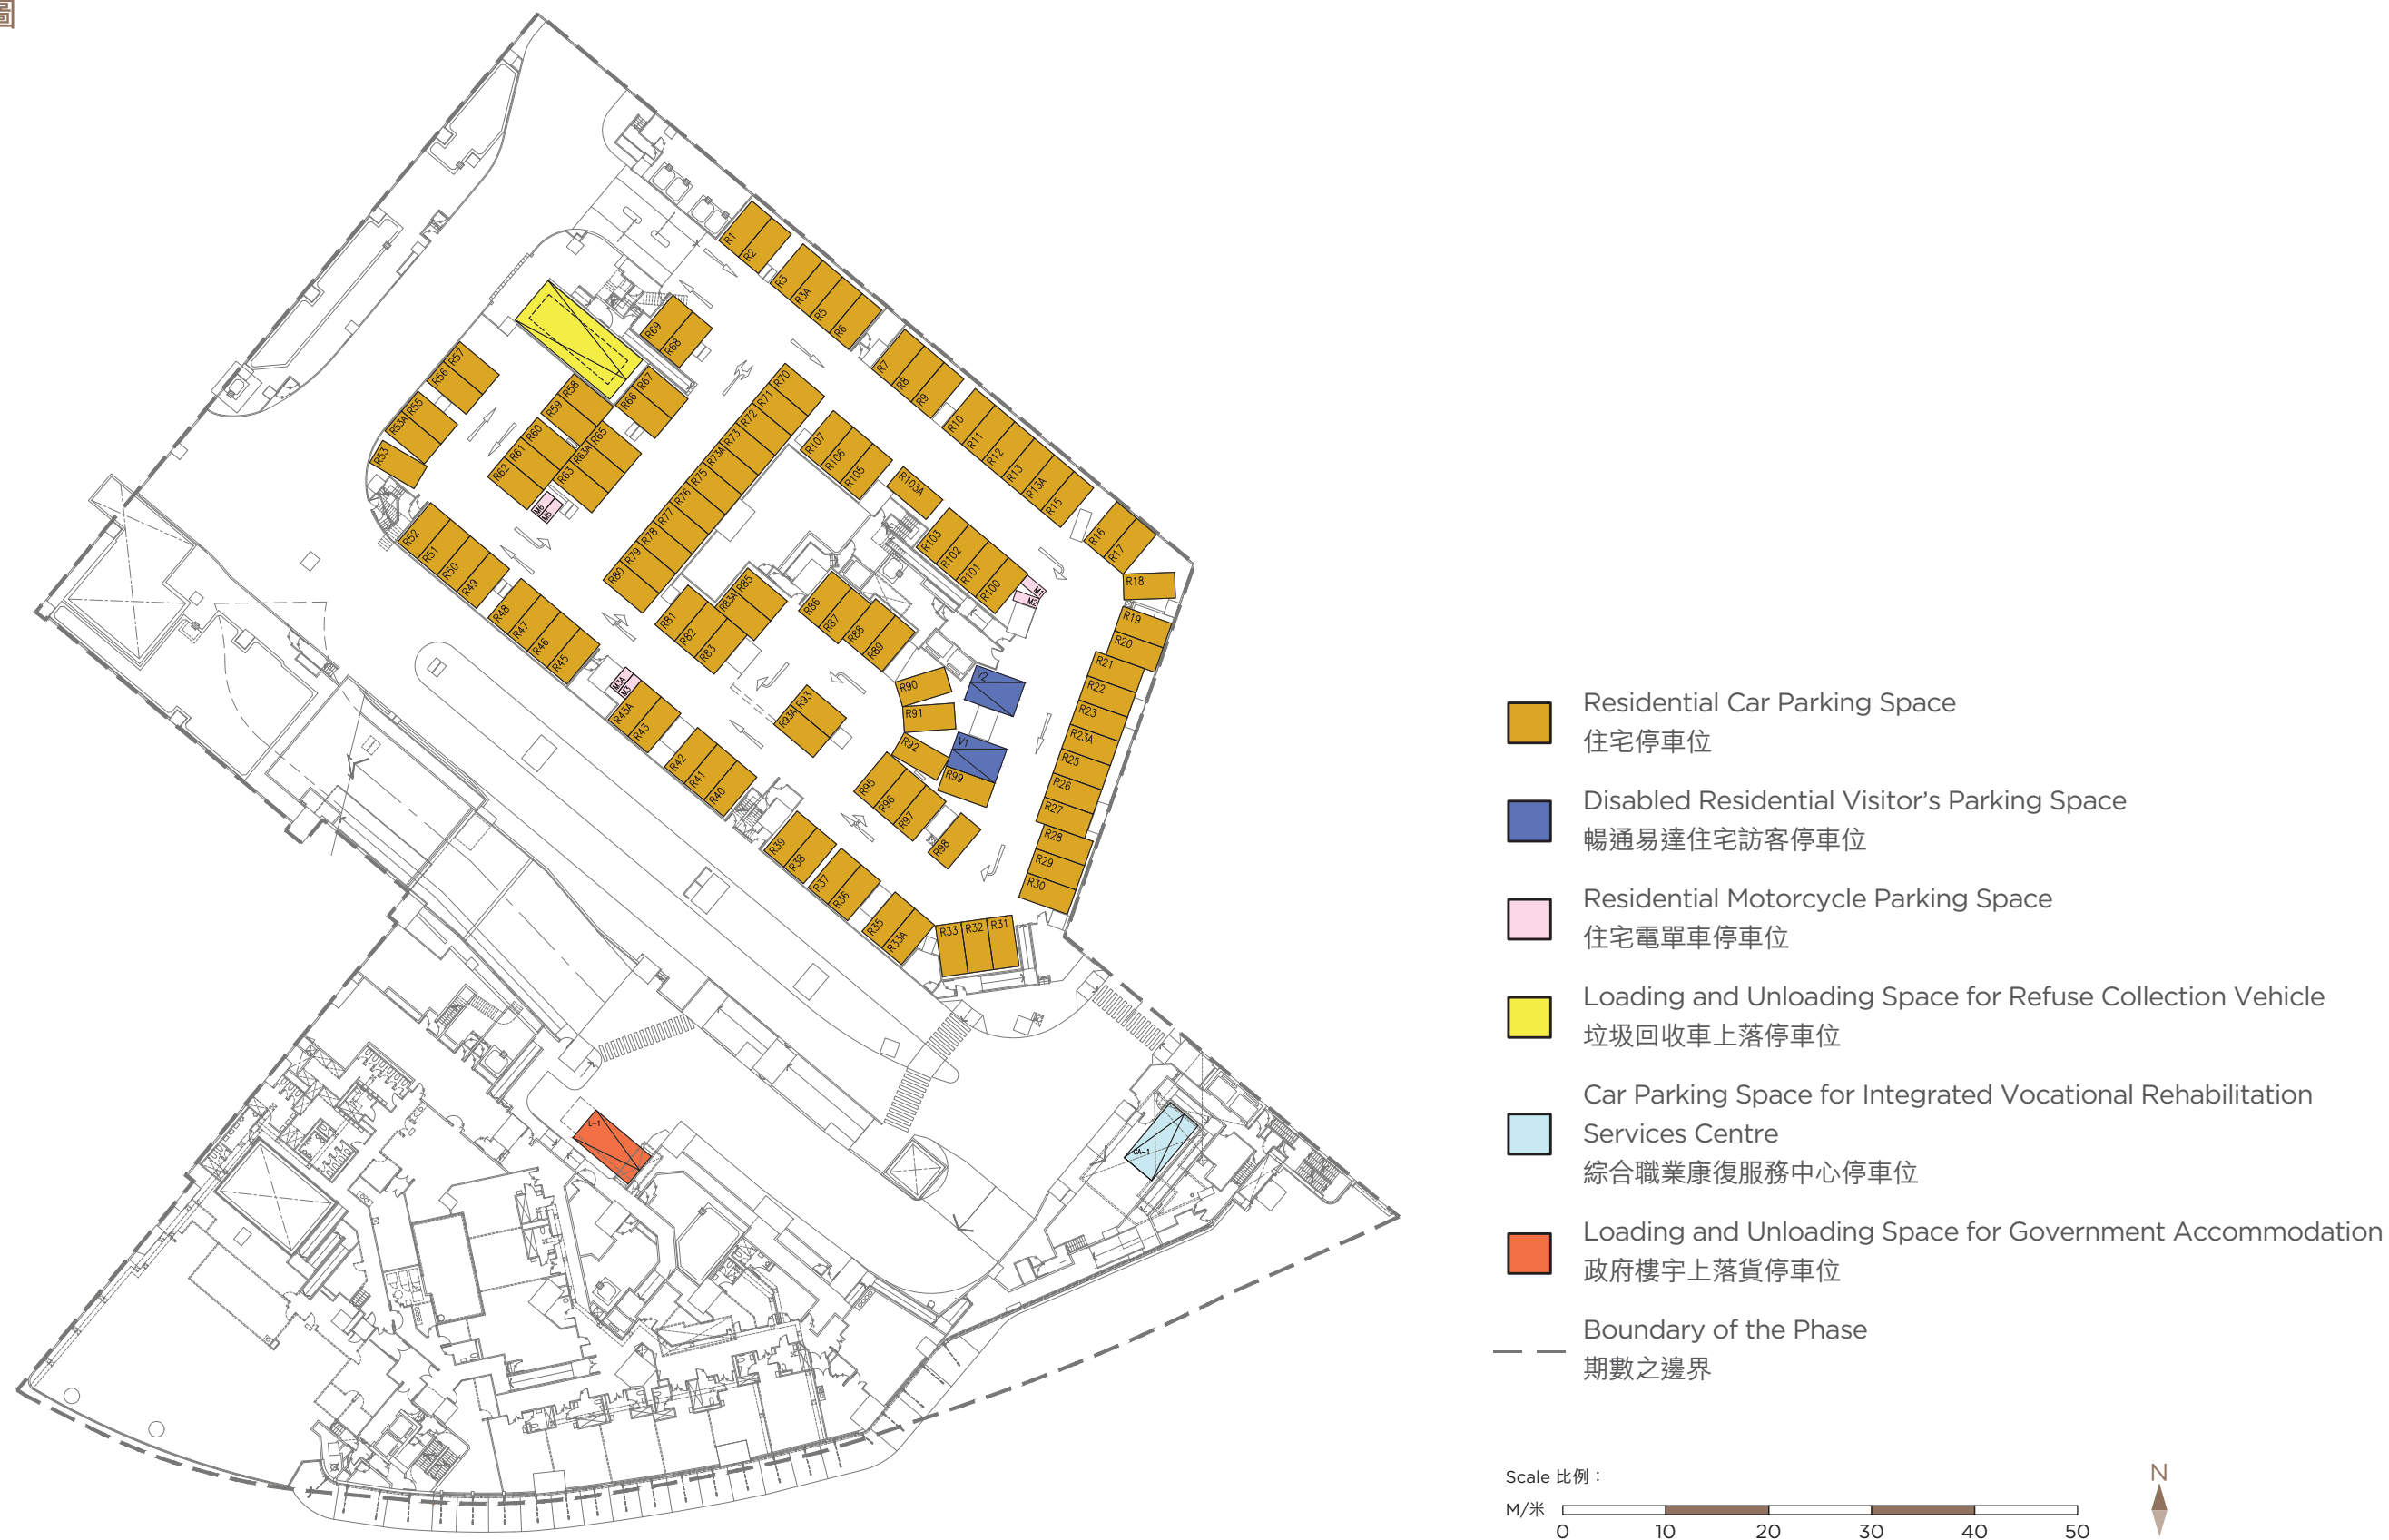 圖
R1
R2
R3
R3A
R5
R6
R7
R8
R9
R10
R11
R12
R13
R13A
R15
R16
R17
R18
R19
R20
R21
R22
R23
R23A
R25
R26
R27
R28
R29
R30
R31
R32
R33
R33A
R35
R36
R37
R38
R39
R40
R41
R42
R43
R43A
M3
M3A
R45
R46
R47
R48
R49
R50
R51
R52
R53
R53A
R55
R56
R57
R58
R59
R60
R61
R62
R63
R63A
R65
M5
M6
R66
R67
R68
R69
R70
R71
R72
R73
R73A
R75
R76
R77
R78
R79
R80
R81
R82
R83
R83A
R85
R86
R87
R88
R89
R90
R91
R92
R93
R93A
R95
R96
R97
R98
R99
V1
V2
R100
R101
R102
R103
R103A
R105
R106
R107
M1
M2
L-1
Residential Car Parking Space
住宅停車位
Disabled Residential Visitor's Parking Space
暢通易達住宅訪客停車位
Residential Motorcycle Parking Space
住宅電單車停車位
Loading and Unloading Space for Refuse Collection Vehicle
垃圾回收車上落停車位
Car Parking Space for Integrated Vocational Rehabilitation
Services Centre
綜合職業康復服務中心停車位
Loading and Unloading Space for Government Accommodation
政府樓宇上落貨停車位
Boundary of the Phase
期數之邊界
Scale 比例：
M/米
0 10 20 30 40 50
N